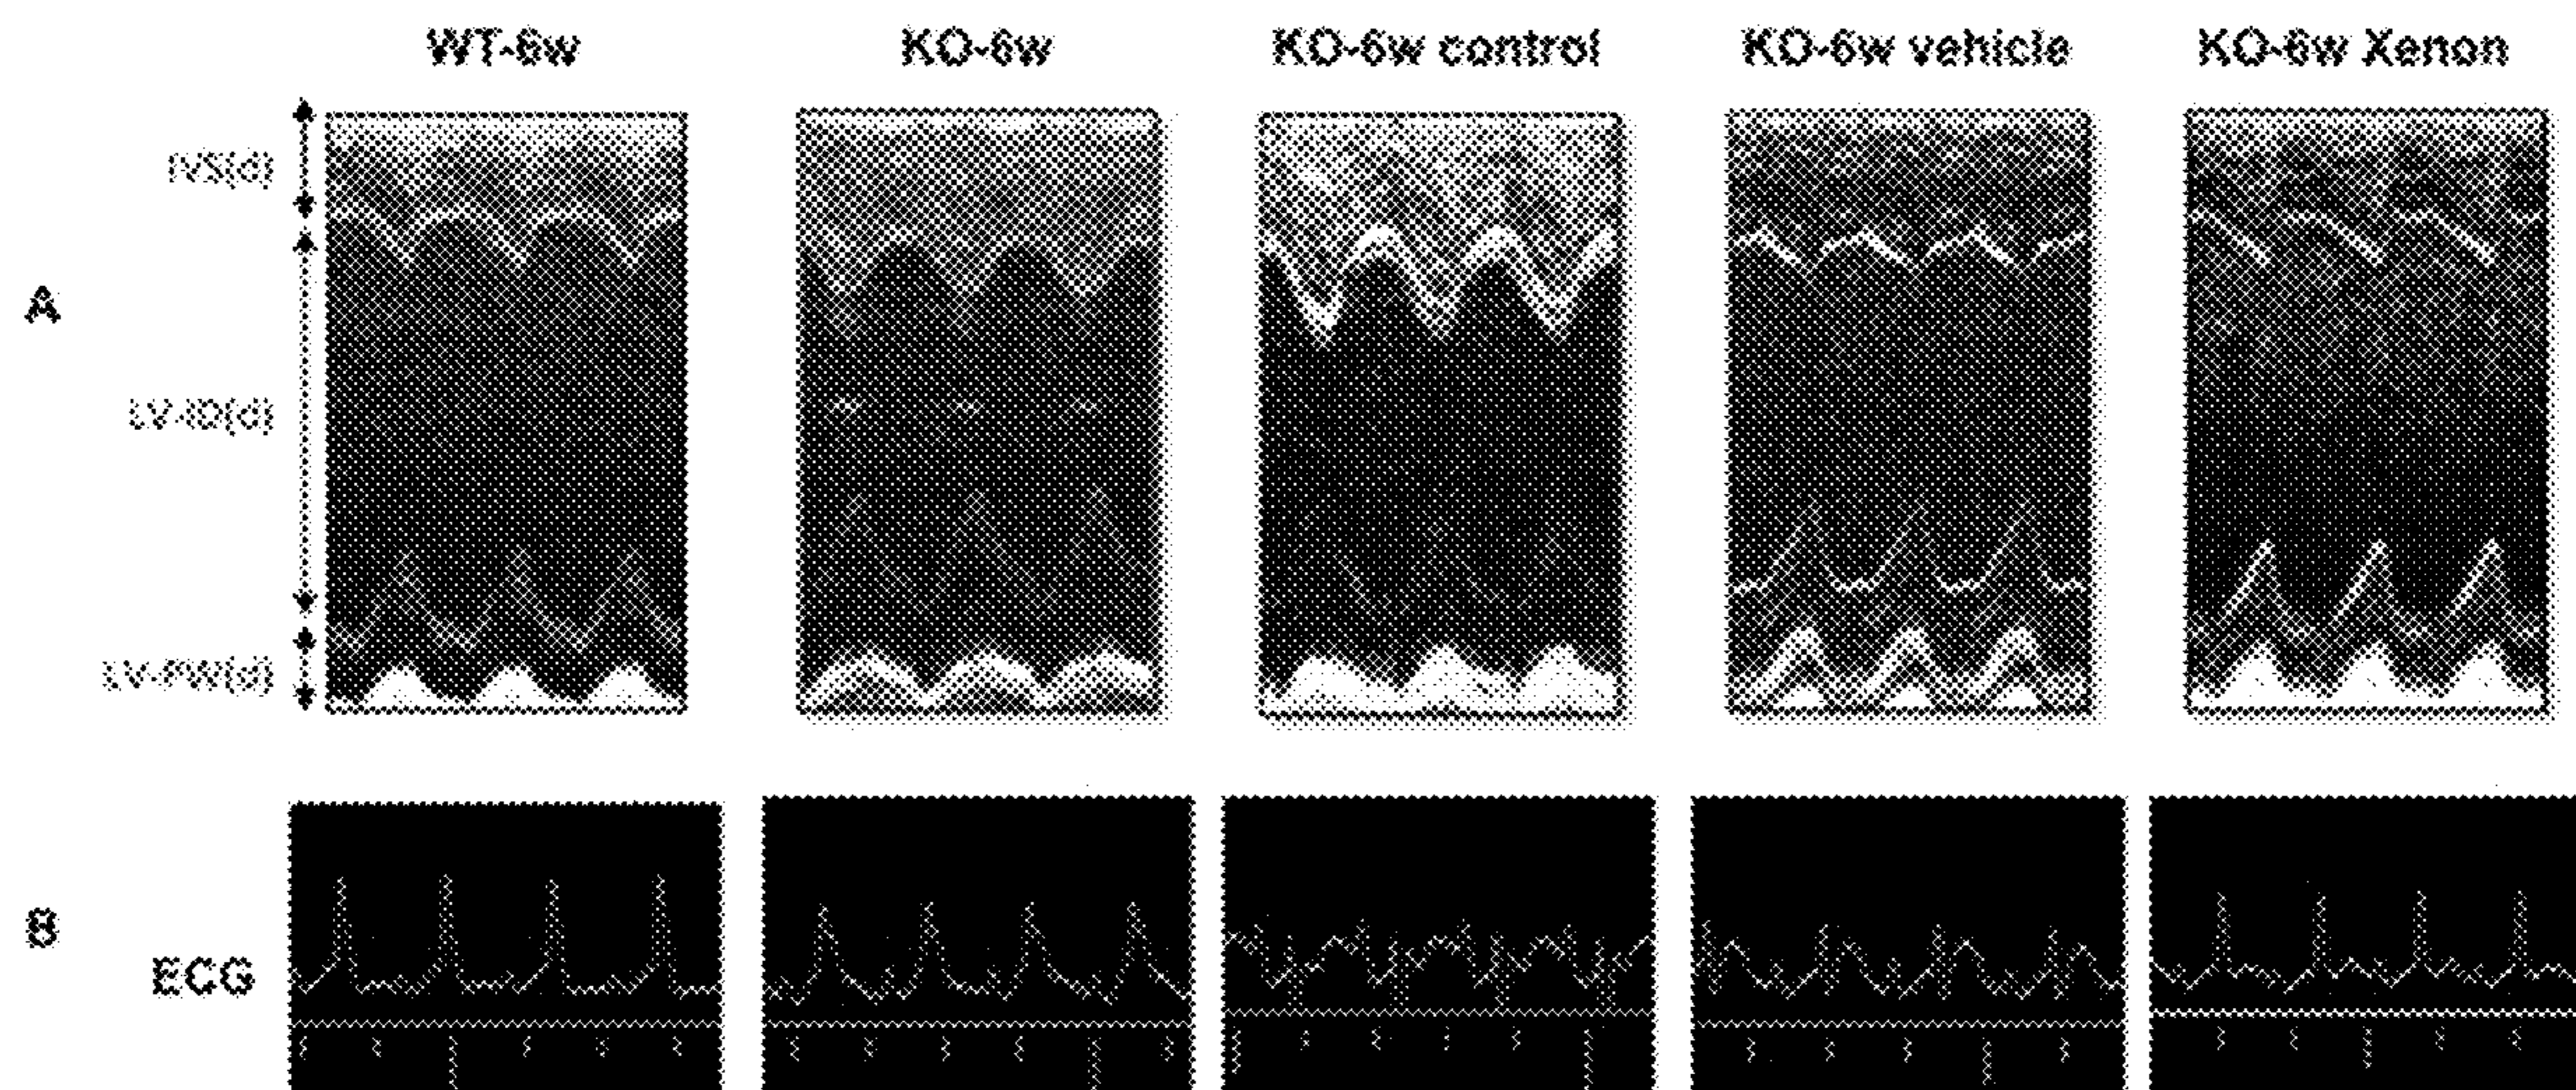 WT-6w
KO-6w
KO-6w control
KO-6w vehicle
KO-6w Xenon
IVS(d)
A
LV-ID(d)
LV-PW(d)
B
ECG